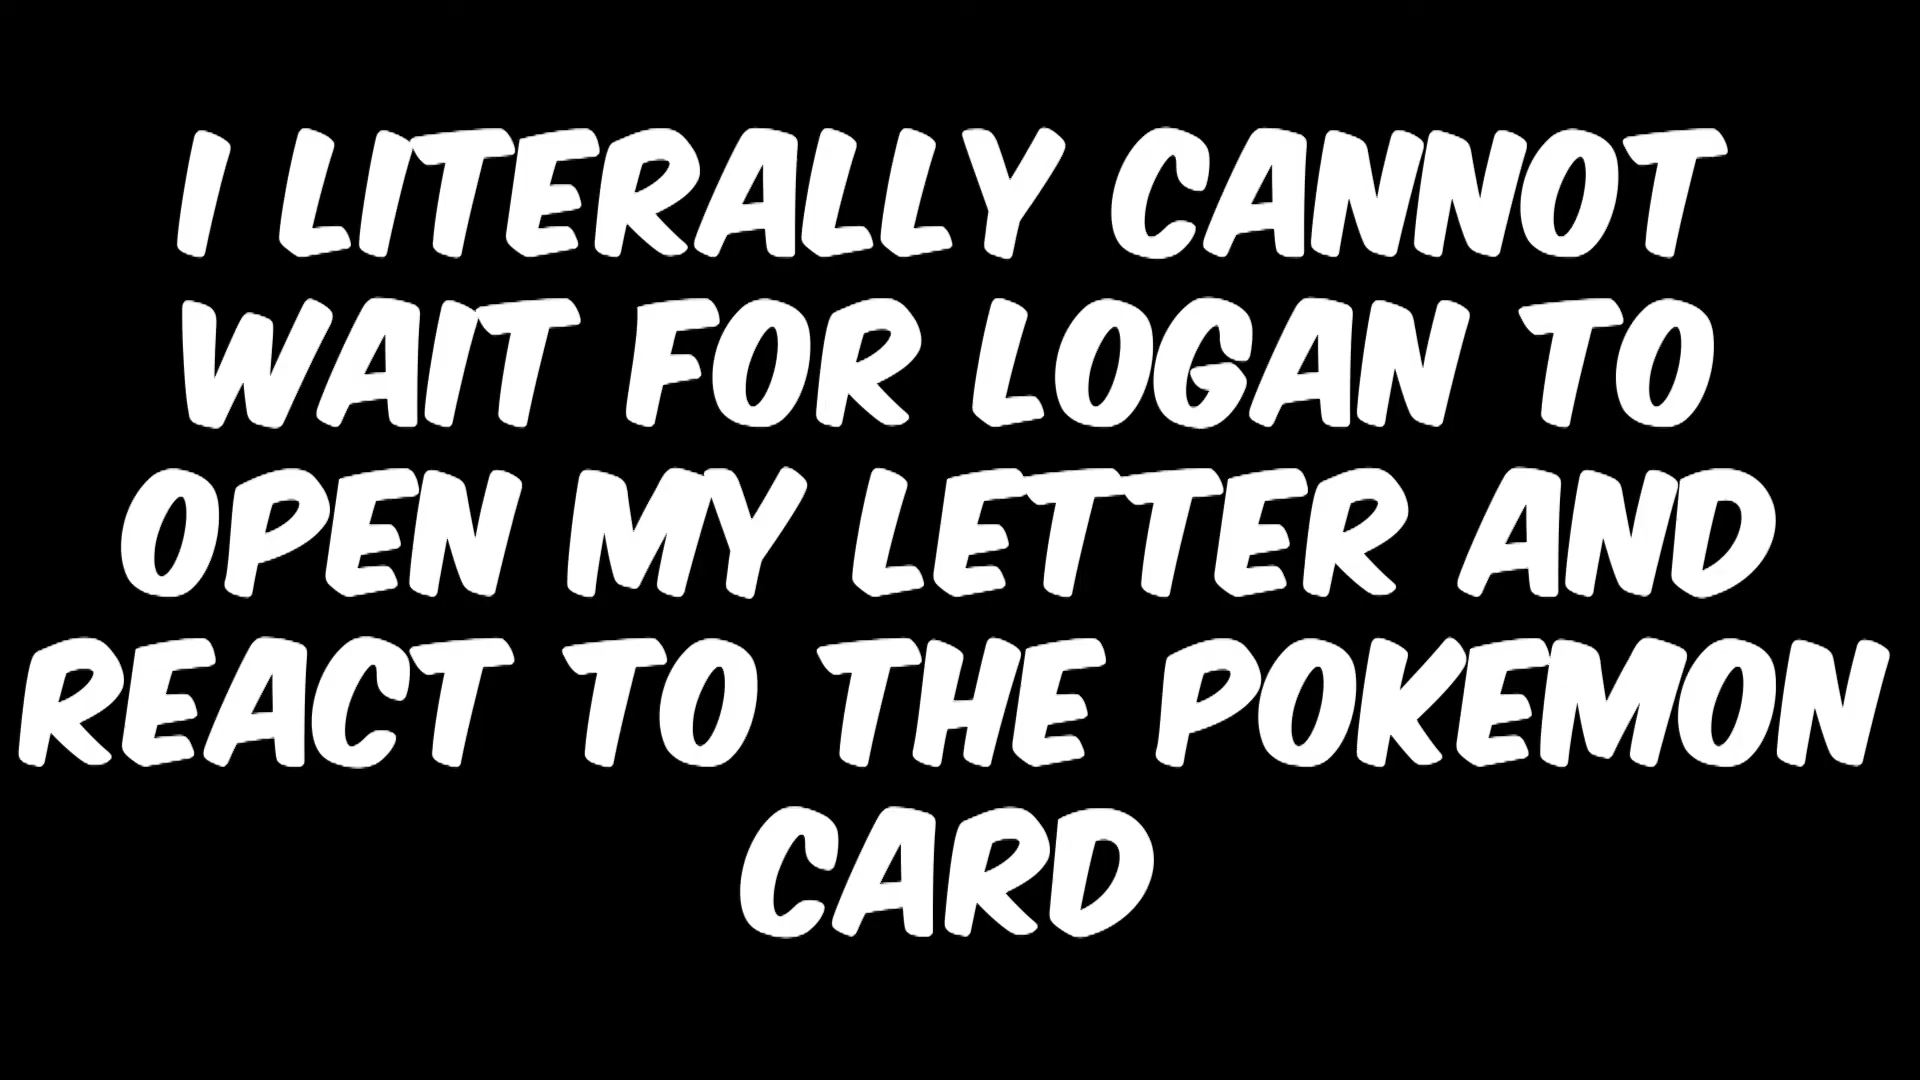 I LITERALLY CANNOT
WAIT FOR LOGAN TO
OPEN MY LETTER AND
REACT TO THE POKEMON
CARD